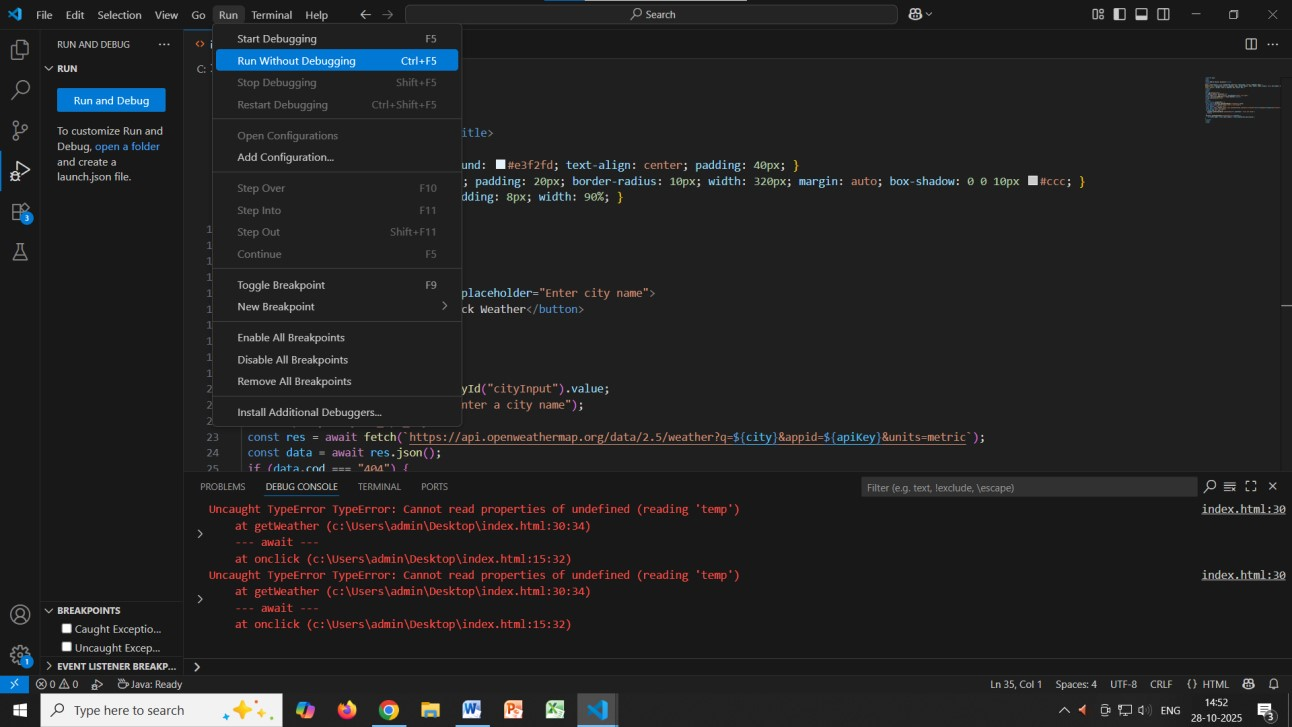 File Edit Selection View Go Run Terminal Help
Search
RUN AND DEBUG
RUN
Run and Debug
To customize Run and
Debug, open a folder
and create a
launch.json file.
Start Debugging F5
Run Without Debugging Ctrl+F5
Stop Debugging Shift+F5
Restart Debugging Ctrl+Shift+F5
Open Configurations
Add Configuration...
Step Over F10
Step Into F11
Step Out Shift+F11
Continue F5
Toggle Breakpoint F9
New Breakpoint
Enable All Breakpoints
Disable All Breakpoints
Remove All Breakpoints
Install Additional Debuggers...
C:
itle>
und: #e3f2fd; text-align: center; padding: 40px; }
; padding: 20px; border-radius: 10px; width: 320px; margin: auto; box-shadow: 0 0 10px #ccc; }
dding: 8px; width: 90%; }
placeholder="Enter city name">
ck Weather</button>
yId("cityInput").value;
nter a city name");
23 const res = await fetch(`https://api.openweathermap.org/data/2.5/weather?q=${city}&appid=${apiKey}&units=metric`);
24 const data = await res.json();
25 if (data.cod === "404") {
PROBLEMS DEBUG CONSOLE TERMINAL PORTS
Filter (e.g. text, !exclude, \escape)
Uncaught TypeError TypeError: Cannot read properties of undefined (reading 'temp') index.html:30
at getWeather (c:\Users\admin\Desktop\index.html:30:34)
--- await ---
at onclick (c:\Users\admin\Desktop\index.html:15:32)
Uncaught TypeError TypeError: Cannot read properties of undefined (reading 'temp') index.html:30
at getWeather (c:\Users\admin\Desktop\index.html:30:34)
--- await ---
at onclick (c:\Users\admin\Desktop\index.html:15:32)
BREAKPOINTS
Caught Exceptio...
Uncaught Excep...
EVENT LISTENER BREAKP...
0 0 Java: Ready
Ln 35, Col 1 Spaces: 4 UTF-8 CRLF {} HTML
Type here to search
ENG
14:52
28-10-2025
3
3
1